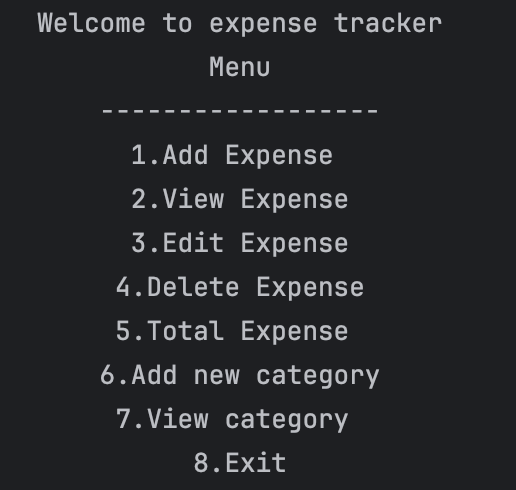 Welcome to expense tracker
Menu
------------------
1.Add Expense
2.View Expense
3.Edit Expense
4.Delete Expense
5.Total Expense
6.Add new category
7.View category
8.Exit